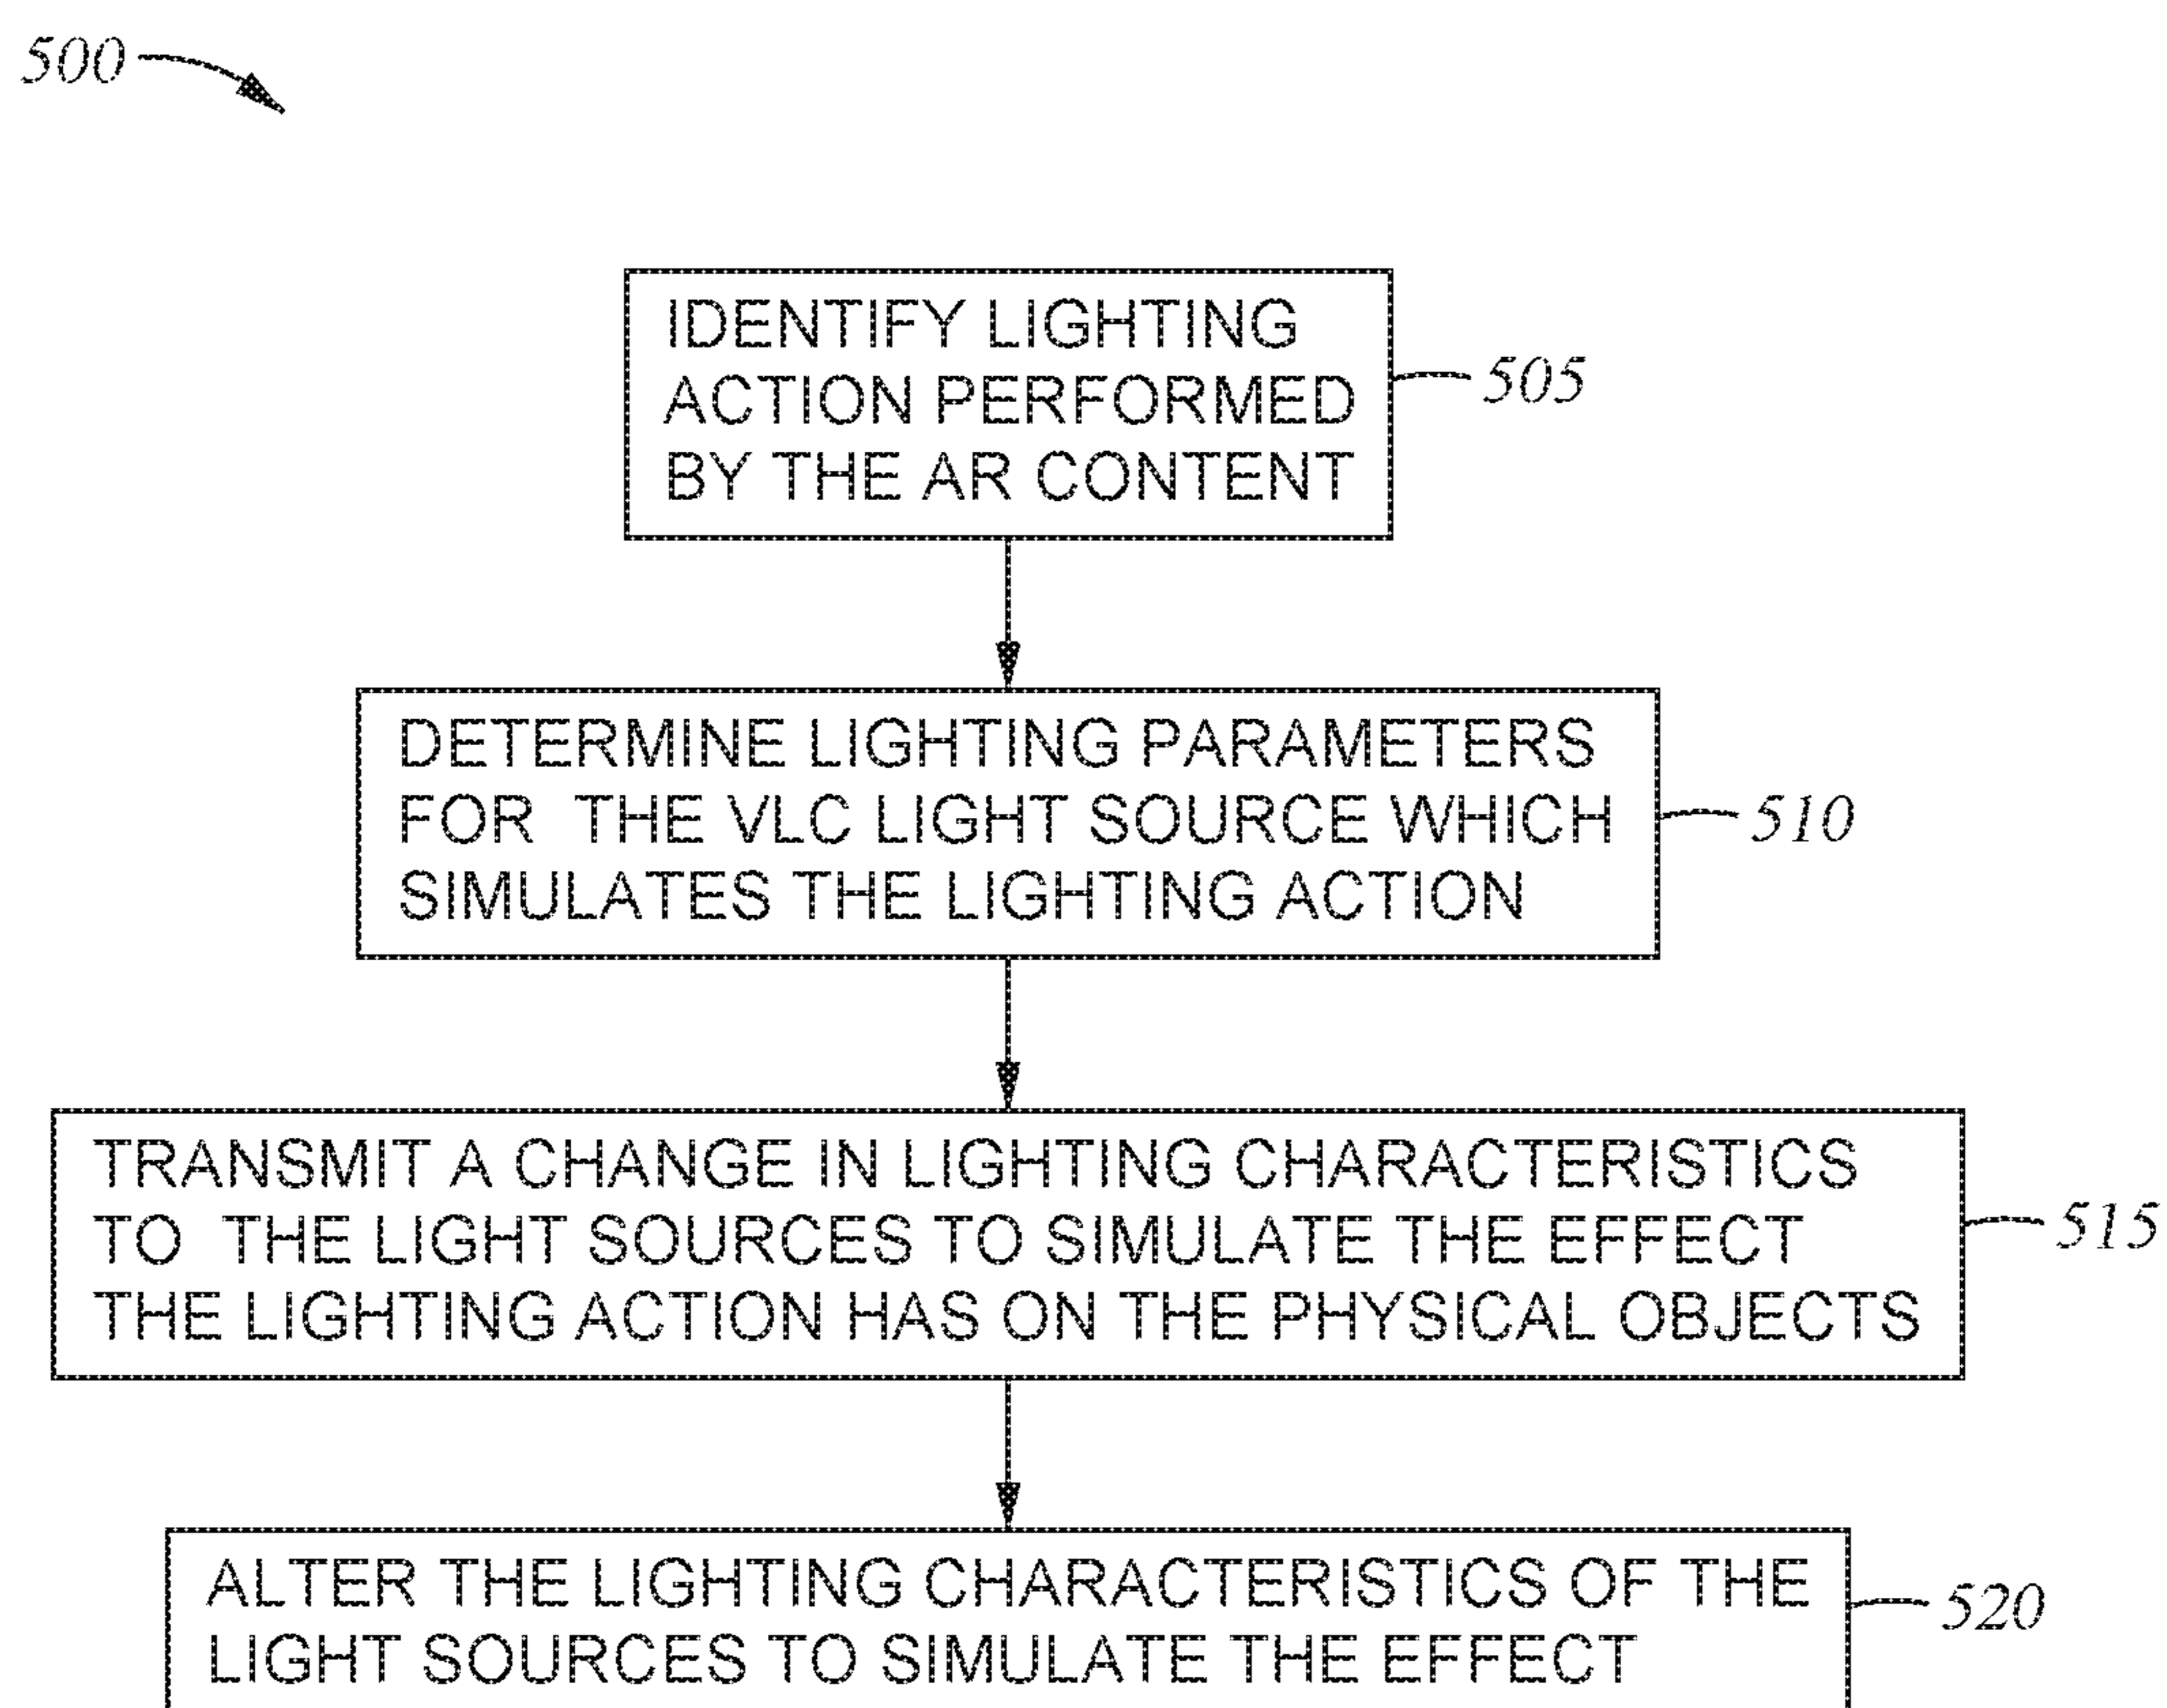 500
IDENTIFY LIGHTING
ACTION PERFORMED
BY THE AR CONTENT
505
DETERMINE LIGHTING PARAMETERS
FOR THE VLC LIGHT SOURCE WHICH
SIMULATES THE LIGHTING ACTION
510
TRANSMIT A CHANGE IN LIGHTING CHARACTERISTICS
TO THE LIGHT SOURCES TO SIMULATE THE EFFECT
THE LIGHTING ACTION HAS ON THE PHYSICAL OBJECTS
515
ALTER THE LIGHTING CHARACTERISTICS OF THE
LIGHT SOURCES TO SIMULATE THE EFFECT
520